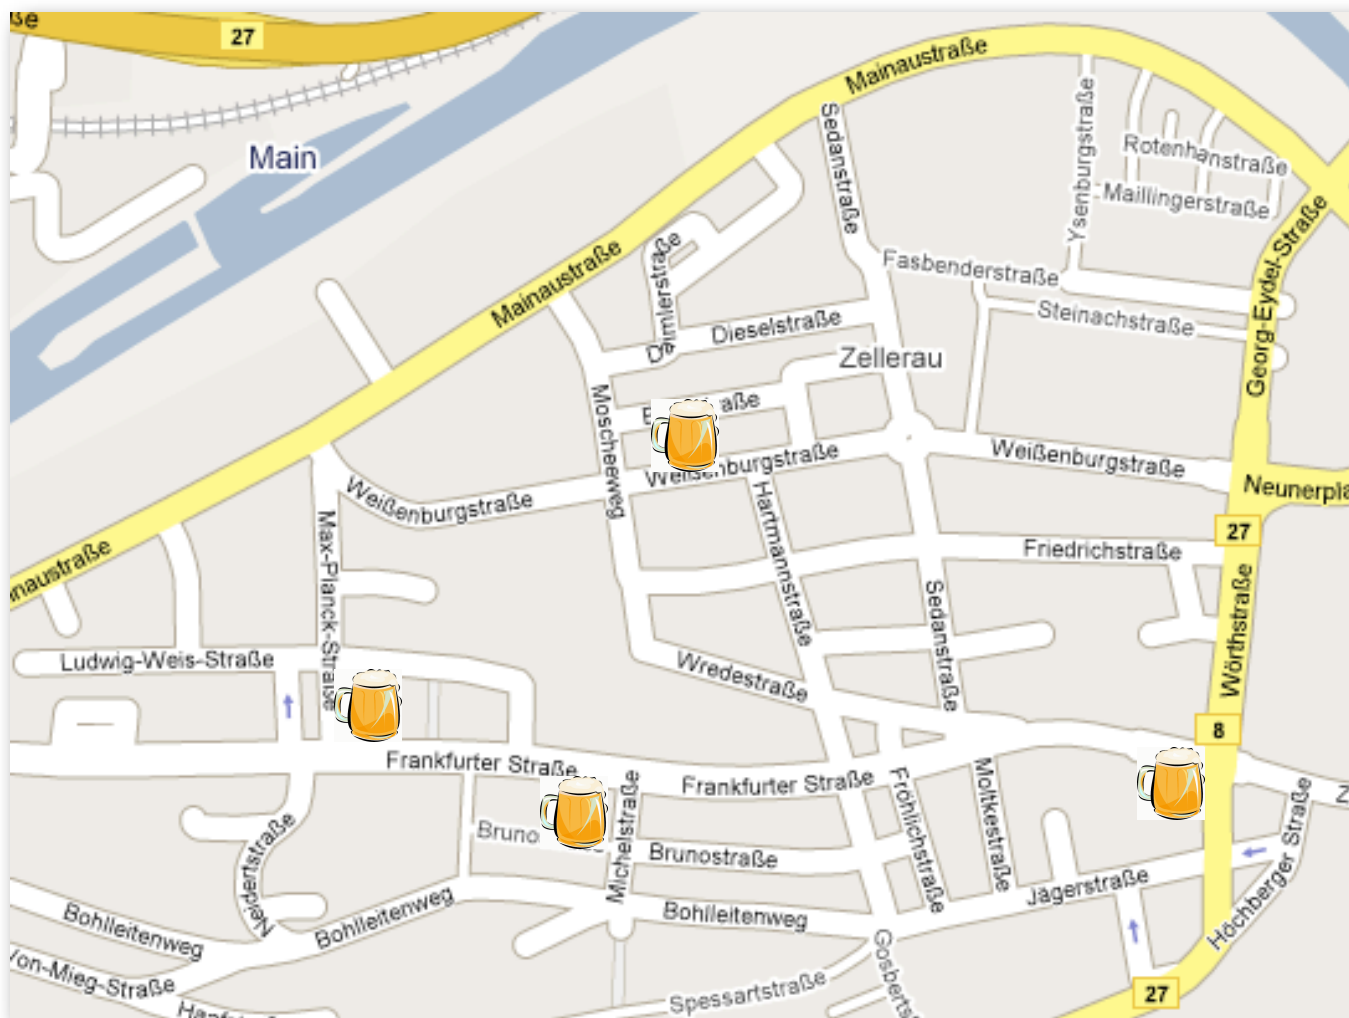 27
Mainaustraße
Main
Sedanstraße
Ysenburgstraße
Rotenhanstraße
Maillingerstraße
Georg-Eydel-Straße
Mainaustraße
Fasbenderstraße
Steinachstraße
Dieselstraße
Zellerau
Moscheeweg
Weißenburgstraße
Weißenburgstraße
Weißenburgstraße
Neunerpla
27
Hartmannstraße
Friedrichstraße
Max-Planck-Straße
Sedanstraße
Wörthstraße
Ludwig-Weis-Straße
Wredestraße
8
Frankfurter Straße
Frankfurter Straße
Fröhlichstraße
Moltkestraße
Michelstraße
Bruno
Brunostraße
Neidertstraße
Jägerstraße
Höchberger Straße
Bohlleitenweg
Bohlleitenweg
Bohlleitenweg
Von-Mieg-Straße
Spessartstraße
27